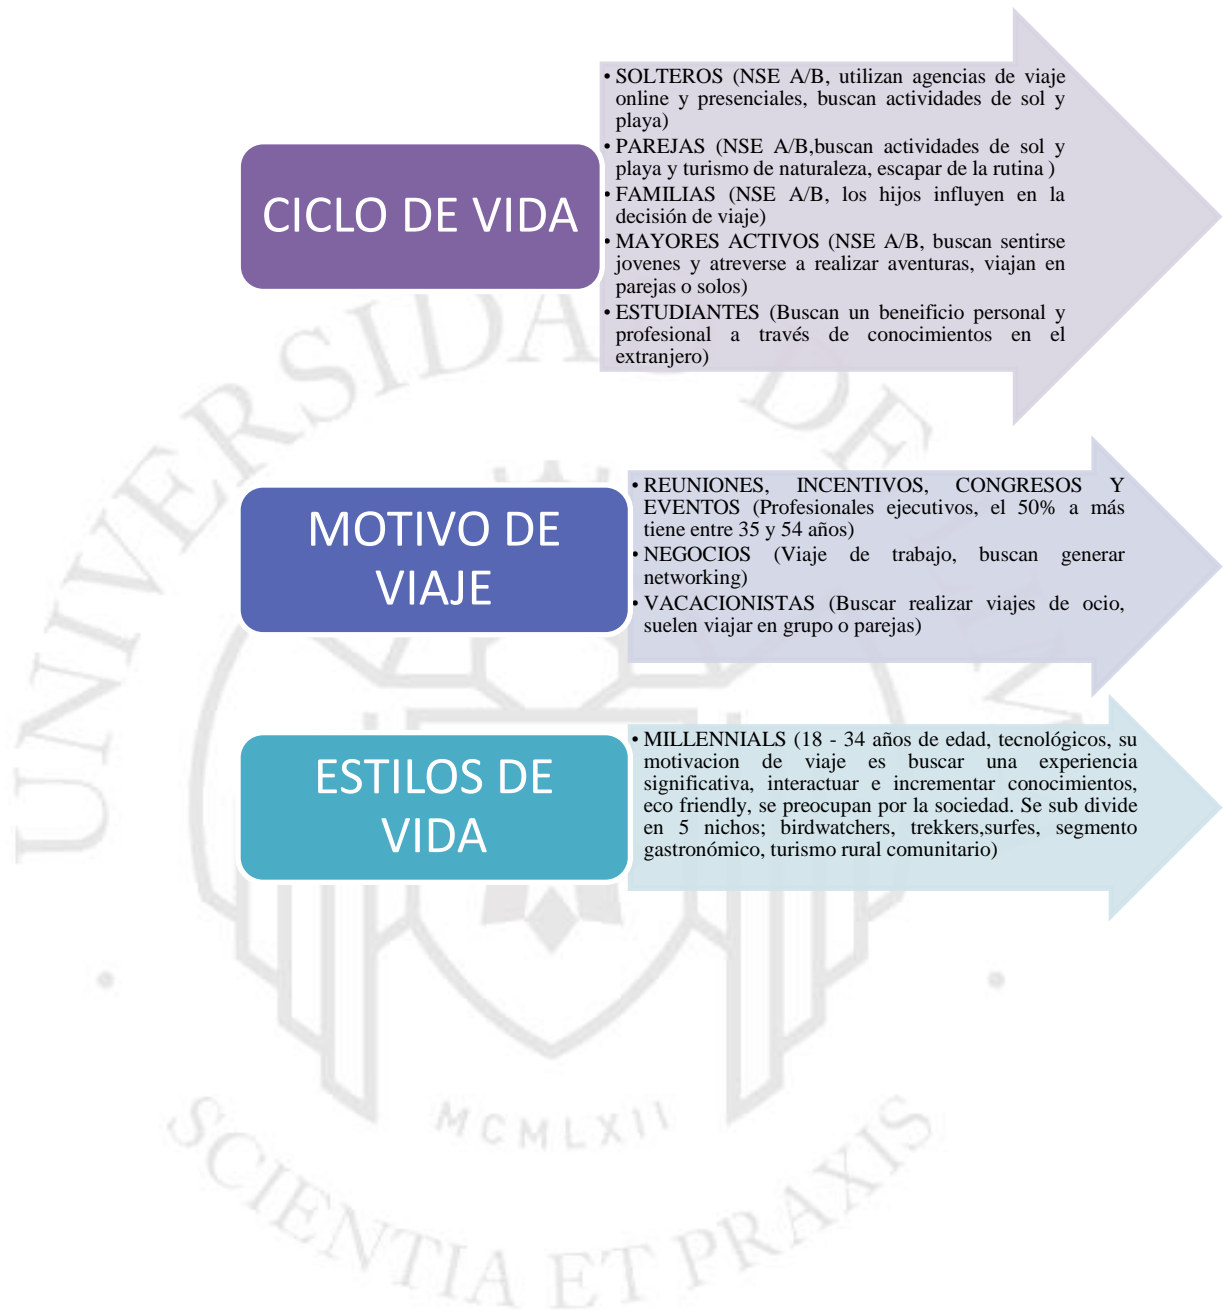 CICLO DE VIDA
• SOLTEROS (NSE A/B, utilizan agencias de viaje
online y presenciales, buscan actividades de sol y
playa)
• PAREJAS (NSE A/B,buscan actividades de sol y
playa y turismo de naturaleza, escapar de la rutina )
• FAMILIAS (NSE A/B, los hijos influyen en la
decisión de viaje)
• MAYORES ACTIVOS (NSE A/B, buscan sentirse
jovenes y atreverse a realizar aventuras, viajan en
parejas o solos)
• ESTUDIANTES (Buscan un beneificio personal y
profesional a través de conocimientos en el
extranjero)
MOTIVO DE
VIAJE
• REUNIONES, INCENTIVOS, CONGRESOS Y
EVENTOS (Profesionales ejecutivos, el 50% a más
tiene entre 35 y 54 años)
• NEGOCIOS (Viaje de trabajo, buscan generar
networking)
• VACACIONISTAS (Buscar realizar viajes de ocio,
suelen viajar en grupo o parejas)
ESTILOS DE
VIDA
• MILLENNIALS (18 - 34 años de edad, tecnológicos, su
motivacion de viaje es buscar una experiencia
significativa, interactuar e incrementar conocimientos,
eco friendly, se preocupan por la sociedad. Se sub divide
en 5 nichos; birdwatchers, trekkers,surfes, segmento
gastronómico, turismo rural comunitario)
MCMLXII
SCIENTIA ET PRAXIS